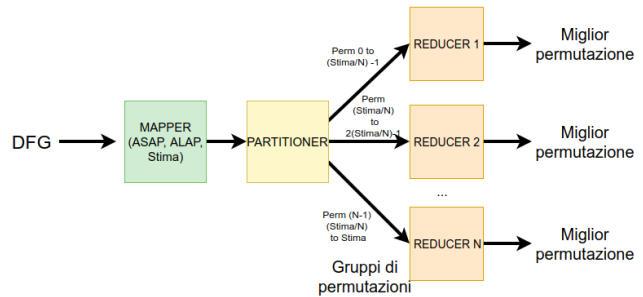 DFG
MAPPER
(ASAP, ALAP,
Stima)
PARTITIONER
Perm 0 to
(Stima/N) -1
REDUCER 1
Miglior
permutazione
Perm
(Stima/N)
to
2(Stima/N)-1
REDUCER 2
Miglior
permutazione
...
Perm (N-1)
(Stima/N)
to Stima
REDUCER N
Miglior
permutazione
Gruppi di
permutazioni